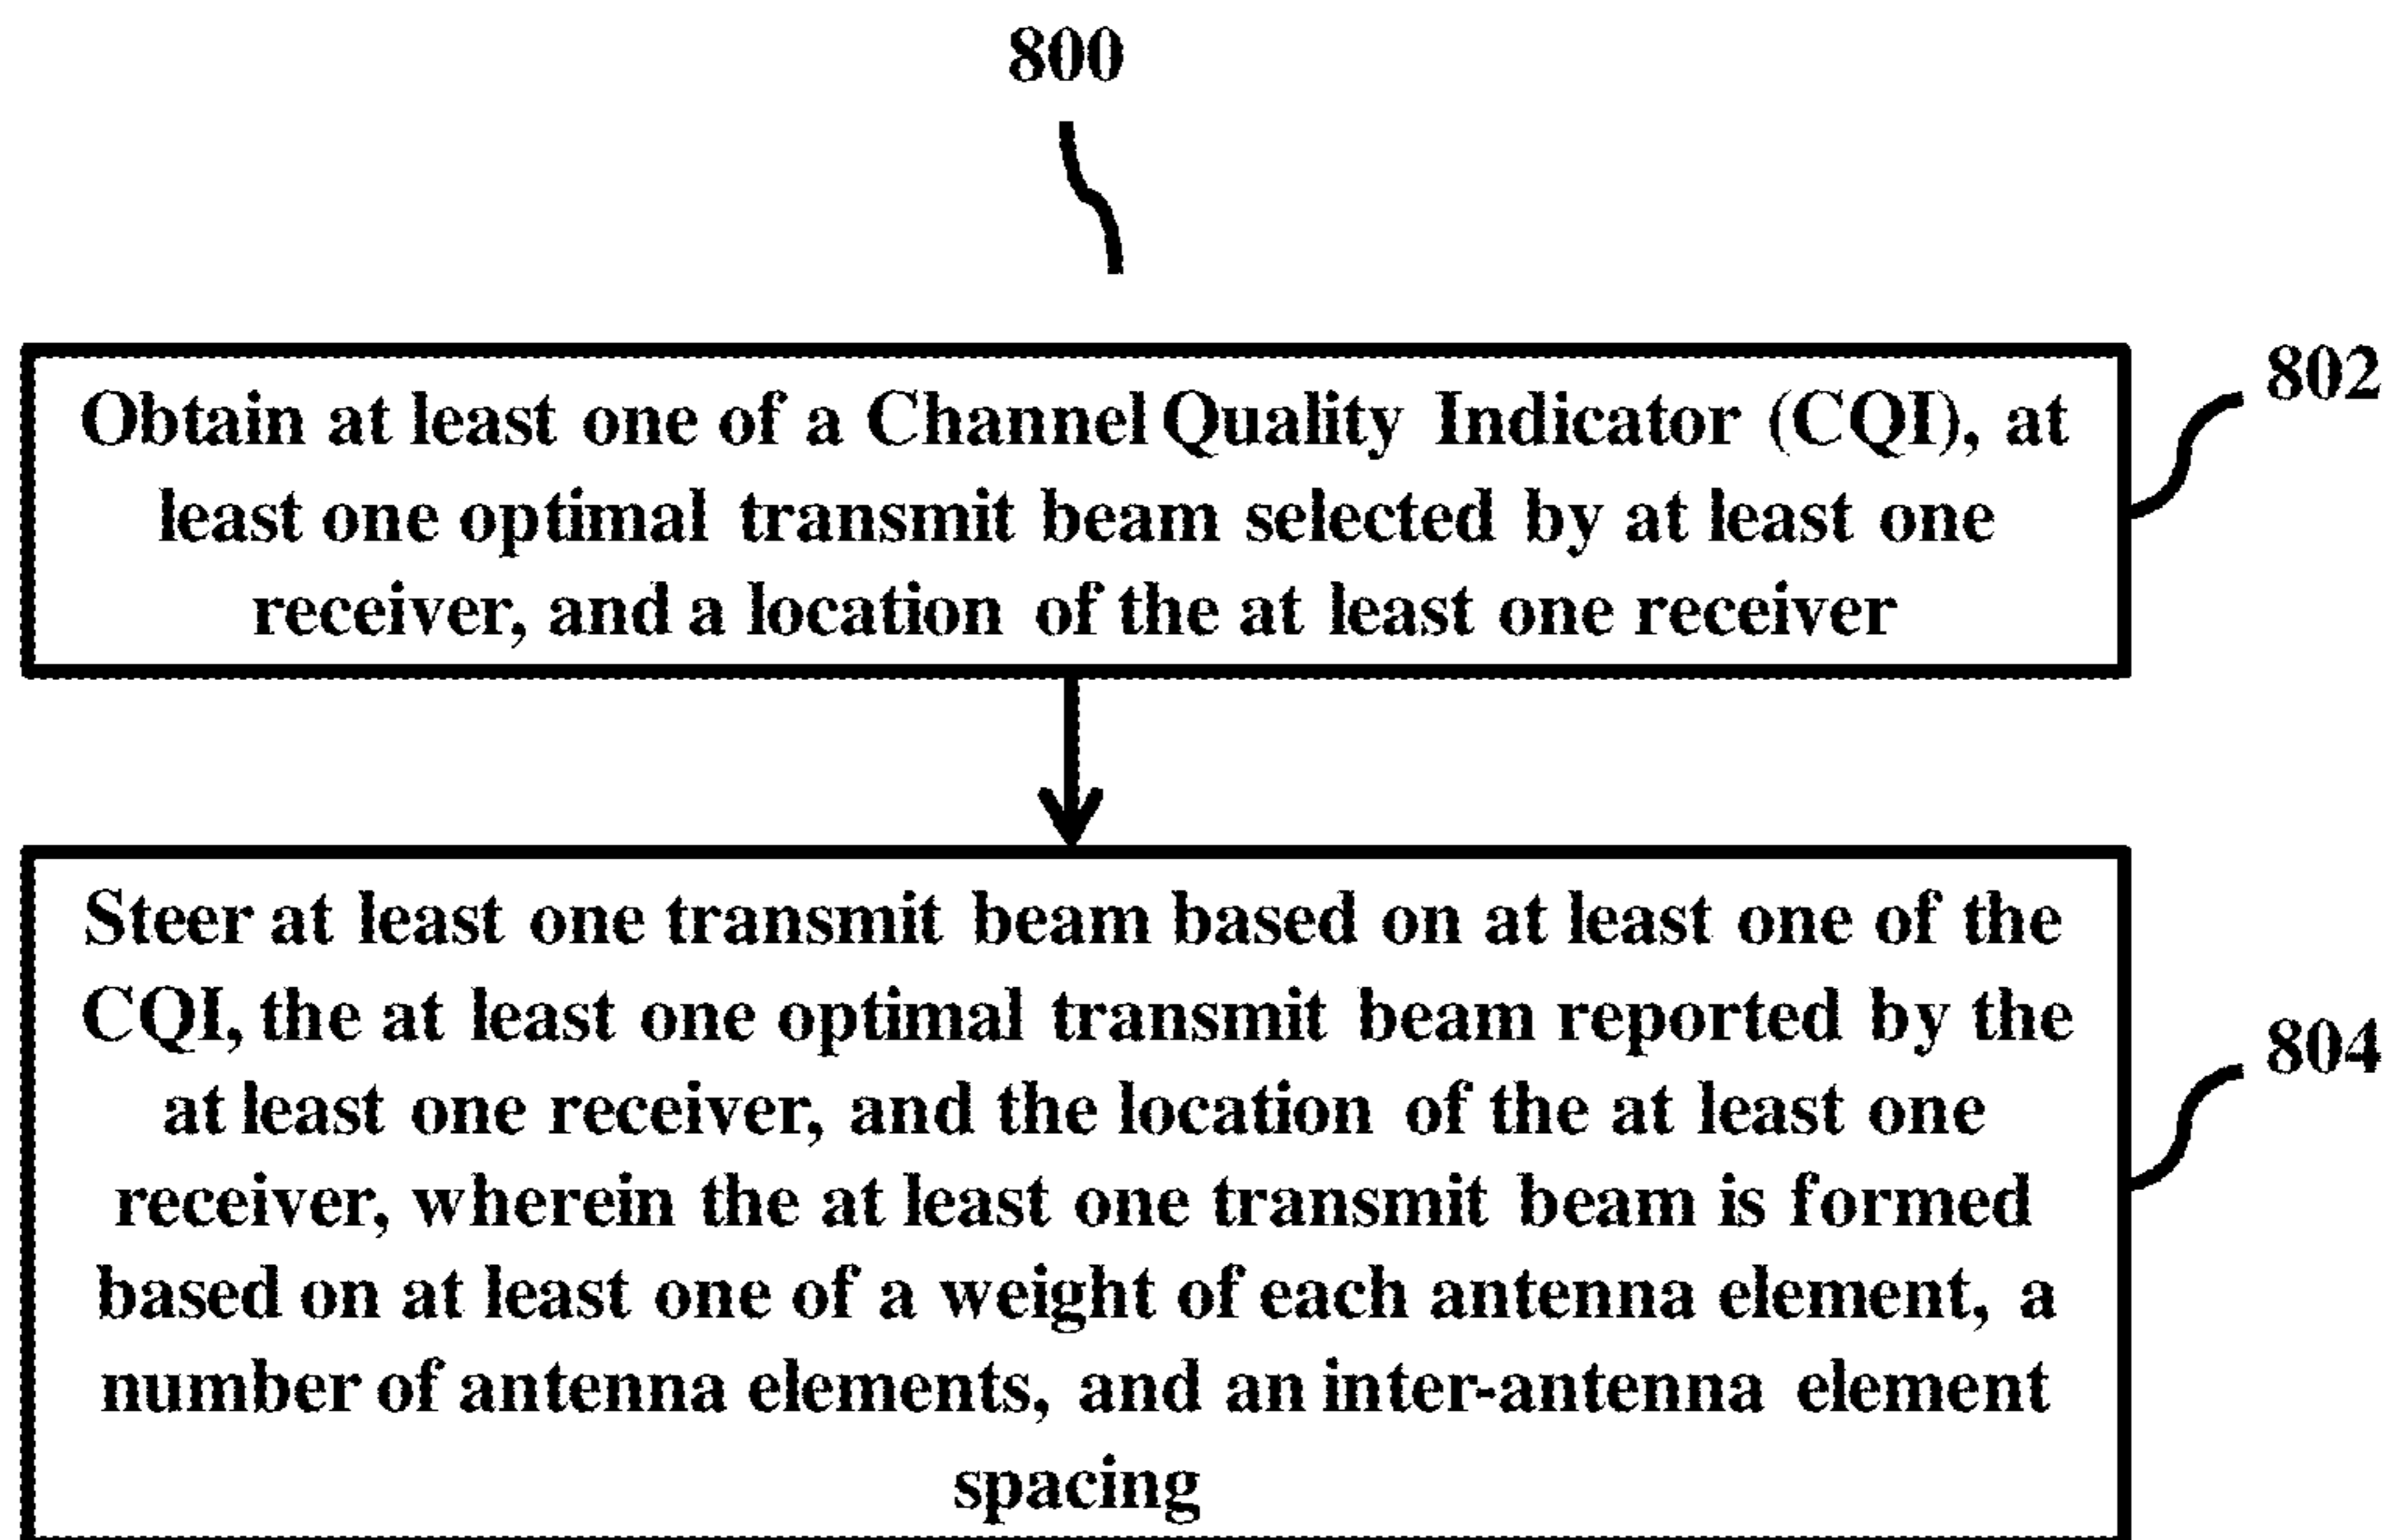 800
802
Obtain at least one of a Channel Quality Indicator (CQI), at
least one optimal transmit beam selected by at least one
receiver, and a location of the at least one receiver
Steer at least one transmit beam based on at least one of the
CQI, the at least one optimal transmit beam reported by the
804
at least one receiver, and the location of the at least one
receiver, wherein the at least one transmit beam is formed
based on at least one of a weight of each antenna element, a
number of antenna elements, and an inter-antenna element
spacing